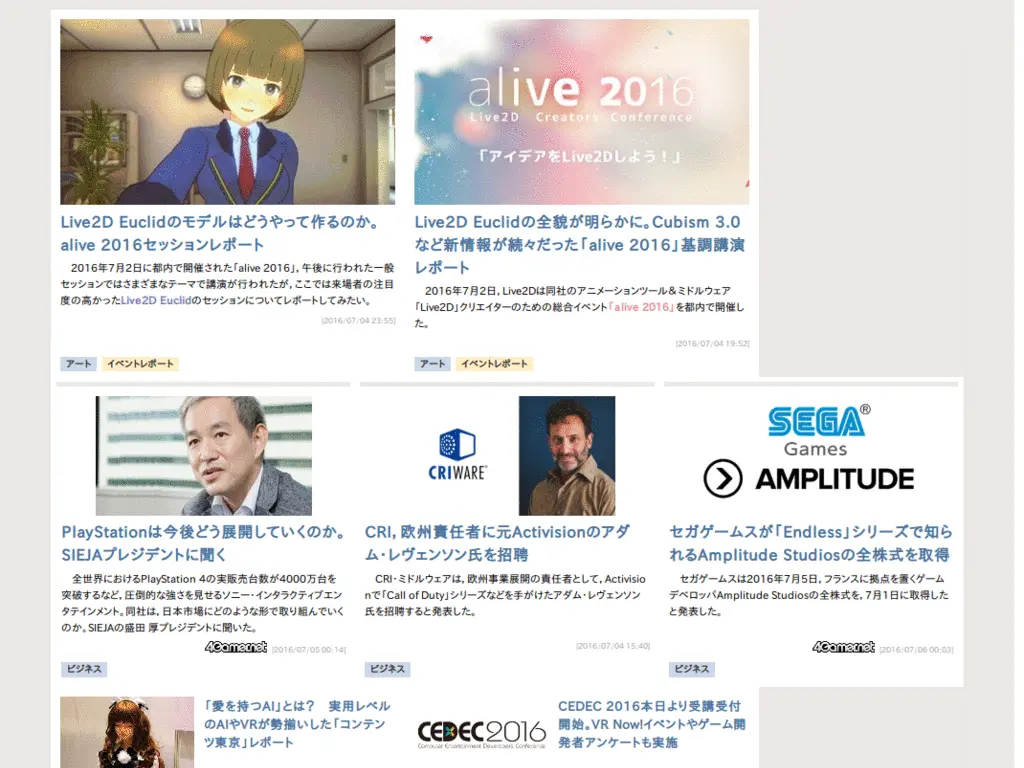 alive 2016
Live2D Creators Conference
「アイデアをLive2Dしよう！」
Live2D Euclidのモデルはどうやって作るのか。
alive 2016セッションレポート
2016年7月2日に都内で開催された「alive 2016」，午後に行われた一般
セッションではさまざまなテーマで講演が行われたが，ここでは来場者の注目
度の高かったLive2D Euclidのセッションについてレポートしてみたい。
[2016/07/04 23:55]
アート
イベントレポート
Live2D Euclidの全貌が明らかに。Cubism 3.0
など新情報が続々だった「alive 2016」基調講演
レポート
2016年7月2日，Live2Dは同社のアニメーションツール＆ミドルウェア
「Live2D」クリエイターのための総合イベント「alive 2016」を都内で開催し
た。
[2016/07/04 19:52]
アート
イベントレポート
PlayStationは今後どう展開していくのか。
SIEJAプレジデントに聞く
全世界におけるPlayStation 4の実販売台数が4000万台を
突破するなど，圧倒的な強さを見せるソニー・インタラクティブエン
タテインメント。同社は，日本市場にどのような形で取り組んでいく
のか。SIEJAの盛田 厚プレジデントに聞いた。
4Gamer.net [2016/07/05 00:14]
ビジネス
CRIWARE™
CRI，欧州責任者に元Activisionのアダ
ム・レヴェンソン氏を招聘
CRI・ミドルウェアは，欧州事業展開の責任者として，Activisio
nで「Call of Duty」シリーズなどを手がけたアダム・レヴェンソン
氏を招聘すると発表した。
[2016/07/04 15:40]
ビジネス
SEGA®
Games
AMPLITUDE
セガゲームスが「Endless」シリーズで知ら
れるAmplitude Studiosの全株式を取得
セガゲームスは2016年7月5日，フランスに拠点を置くゲーム
デベロッパAmplitude Studiosの全株式を，7月1日に取得した
と発表した。
4Gamer.net [2016/07/06 00:03]
ビジネス
「愛を持つAI」とは？　実用レベル
のAIやVRが勢揃いした「コンテン
ツ東京」レポート
CEDEC2016
Computer Entertainment Developers Conference
CEDEC 2016本日より受講受付
開始。VR Now!イベントやゲーム開
発者アンケートも実施